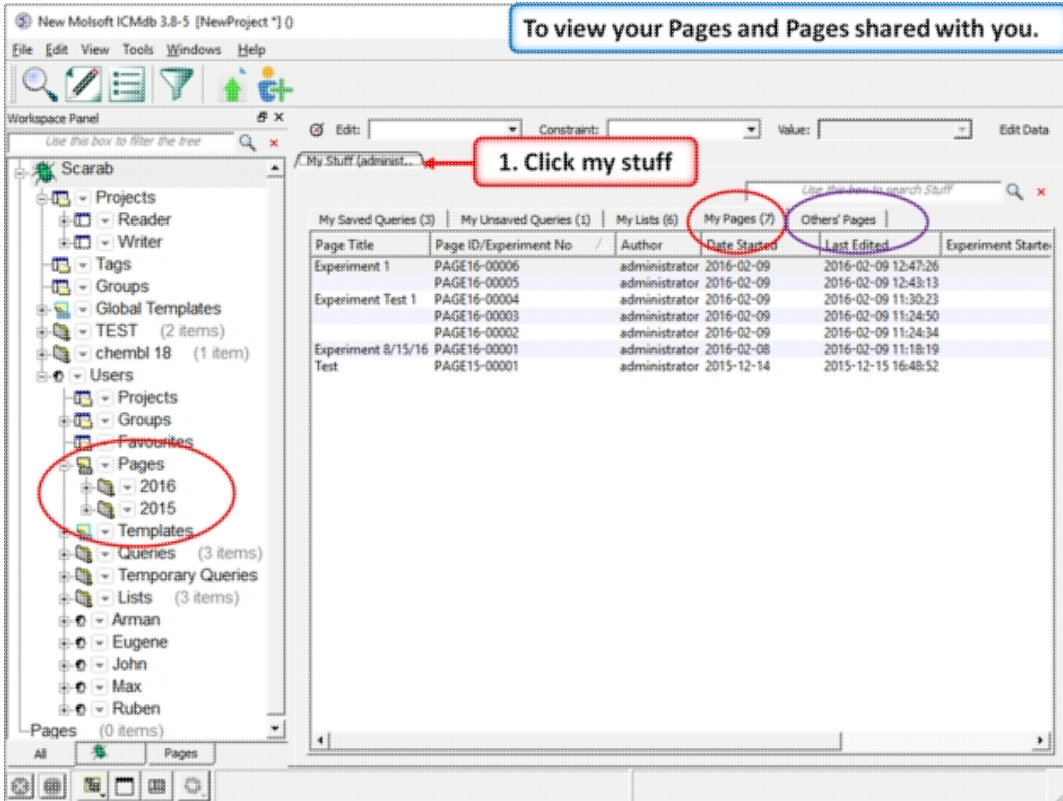 New Molsoft ICMdb 3.8-5 [NewProject *] ()
To view your Pages and Pages shared with you.
File Edit View Tools Windows Help
Workspace Panel
Use this box to filter the tree
Edit: Constraint: Value: Edit Data
My Stuff (administ...
1. Click my stuff
Use this box to search Stuff
My Saved Queries (3) My Unsaved Queries (1) My Lists (6) My Pages (7) Others' Pages
Page Title Page ID/Experiment No Author Date Started Last Edited Experiment Starte
Experiment 1 PAGE16-00006 administrator 2016-02-09 2016-02-09 12:47:26
PAGE16-00005 administrator 2016-02-09 2016-02-09 12:43:13
Experiment Test 1 PAGE16-00004 administrator 2016-02-09 2016-02-09 11:30:23
PAGE16-00003 administrator 2016-02-09 2016-02-09 11:24:50
PAGE16-00002 administrator 2016-02-09 2016-02-09 11:24:34
Experiment 8/15/16 PAGE16-00001 administrator 2016-02-08 2016-02-09 11:18:19
Test PAGE15-00001 administrator 2015-12-14 2015-12-15 16:48:52
Scarab
Projects
Reader
Writer
Tags
Groups
Global Templates
TEST (2 items)
chembl 18 (1 item)
Users
Projects
Groups
Favourites
Pages
2016
2015
Templates
Queries (3 items)
Temporary Queries
Lists (3 items)
Arman
Eugene
John
Max
Ruben
Pages (0 items)
All Pages